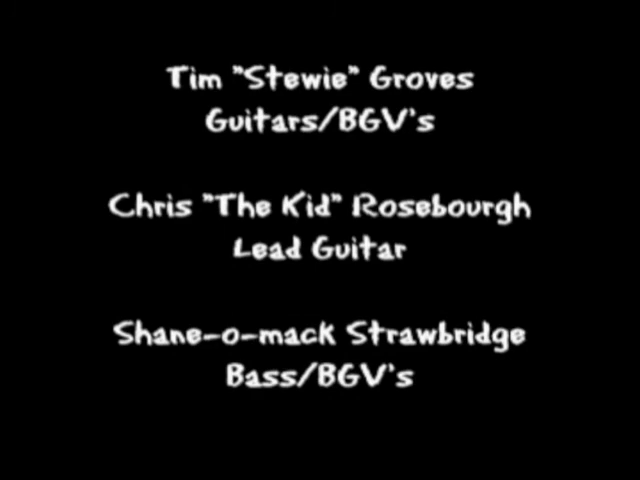 Tim "Stewie" Groves
Guitars/BGV's
Chris "The Kid" Rosebourgh
Lead Guitar
Shane-o-mack Strawbridge
Bass/BGV's